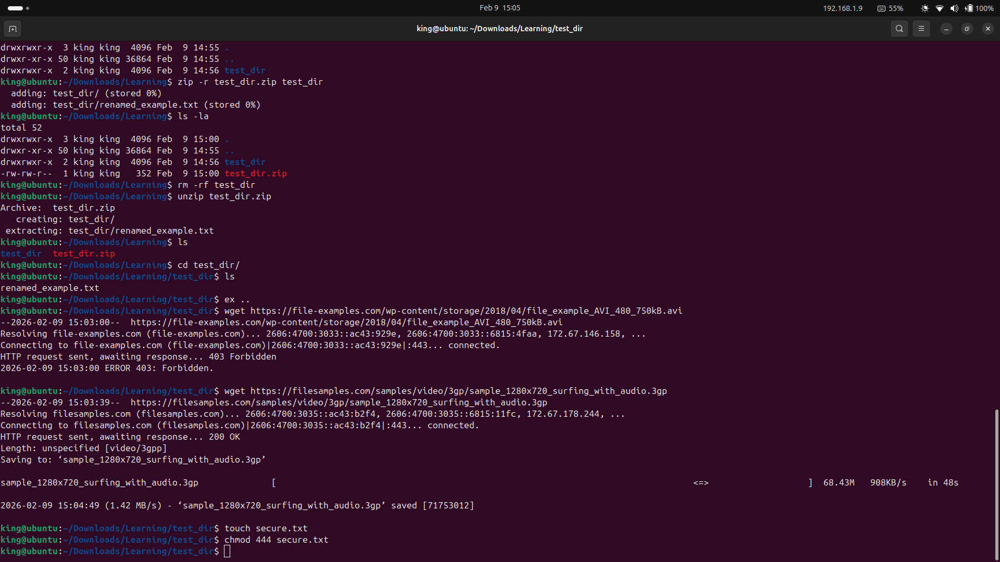 Feb 9  15:05
192.168.1.9
55%
100%
king@ubuntu: ~/Downloads/Learning/test_dir
drwxrwxr-x  3 king king  4096 Feb  9 14:55 .
drwxr-xr-x 50 king king 36864 Feb  9 14:55 ..
drwxrwxr-x  2 king king  4096 Feb  9 14:56 test_dir
king@ubuntu:~/Downloads/Learning$ zip -r test_dir.zip test_dir
  adding: test_dir/ (stored 0%)
  adding: test_dir/renamed_example.txt (stored 0%)
king@ubuntu:~/Downloads/Learning$ ls -la
total 52
drwxrwxr-x  3 king king  4096 Feb  9 15:00 .
drwxr-xr-x 50 king king 36864 Feb  9 14:55 ..
drwxrwxr-x  2 king king  4096 Feb  9 14:56 test_dir
-rw-rw-r--  1 king king   352 Feb  9 15:00 test_dir.zip
king@ubuntu:~/Downloads/Learning$ rm -rf test_dir
king@ubuntu:~/Downloads/Learning$ unzip test_dir.zip
Archive:  test_dir.zip
   creating: test_dir/
 extracting: test_dir/renamed_example.txt
king@ubuntu:~/Downloads/Learning$ ls
test_dir  test_dir.zip
king@ubuntu:~/Downloads/Learning$ cd test_dir/
king@ubuntu:~/Downloads/Learning/test_dir$ ls
renamed_example.txt
king@ubuntu:~/Downloads/Learning/test_dir$ ex ..
king@ubuntu:~/Downloads/Learning/test_dir$ wget https://file-examples.com/wp-content/storage/2018/04/file_example_AVI_480_750kB.avi
--2026-02-09 15:03:00--  https://file-examples.com/wp-content/storage/2018/04/file_example_AVI_480_750kB.avi
Resolving file-examples.com (file-examples.com)... 2606:4700:3033::ac43:929e, 2606:4700:3033::6815:4faa, 172.67.146.158, ...
Connecting to file-examples.com (file-examples.com)|2606:4700:3033::ac43:929e|:443... connected.
HTTP request sent, awaiting response... 403 Forbidden
2026-02-09 15:03:00 ERROR 403: Forbidden.
king@ubuntu:~/Downloads/Learning/test_dir$ wget https://filesamples.com/samples/video/3gp/sample_1280x720_surfing_with_audio.3gp
--2026-02-09 15:03:39--  https://filesamples.com/samples/video/3gp/sample_1280x720_surfing_with_audio.3gp
Resolving filesamples.com (filesamples.com)... 2606:4700:3035::ac43:b2f4, 2606:4700:3035::6815:11fc, 172.67.178.244, ...
Connecting to filesamples.com (filesamples.com)|2606:4700:3035::ac43:b2f4|:443... connected.
HTTP request sent, awaiting response... 200 OK
Length: unspecified [video/3gpp]
Saving to: ‘sample_1280x720_surfing_with_audio.3gp’
sample_1280x720_surfing_with_audio.3gp              [                                                                                <=>                   ]  68.43M   908KB/s    in 48s
2026-02-09 15:04:49 (1.42 MB/s) - ‘sample_1280x720_surfing_with_audio.3gp’ saved [71753012]
king@ubuntu:~/Downloads/Learning/test_dir$ touch secure.txt
king@ubuntu:~/Downloads/Learning/test_dir$ chmod 444 secure.txt
king@ubuntu:~/Downloads/Learning/test_dir$